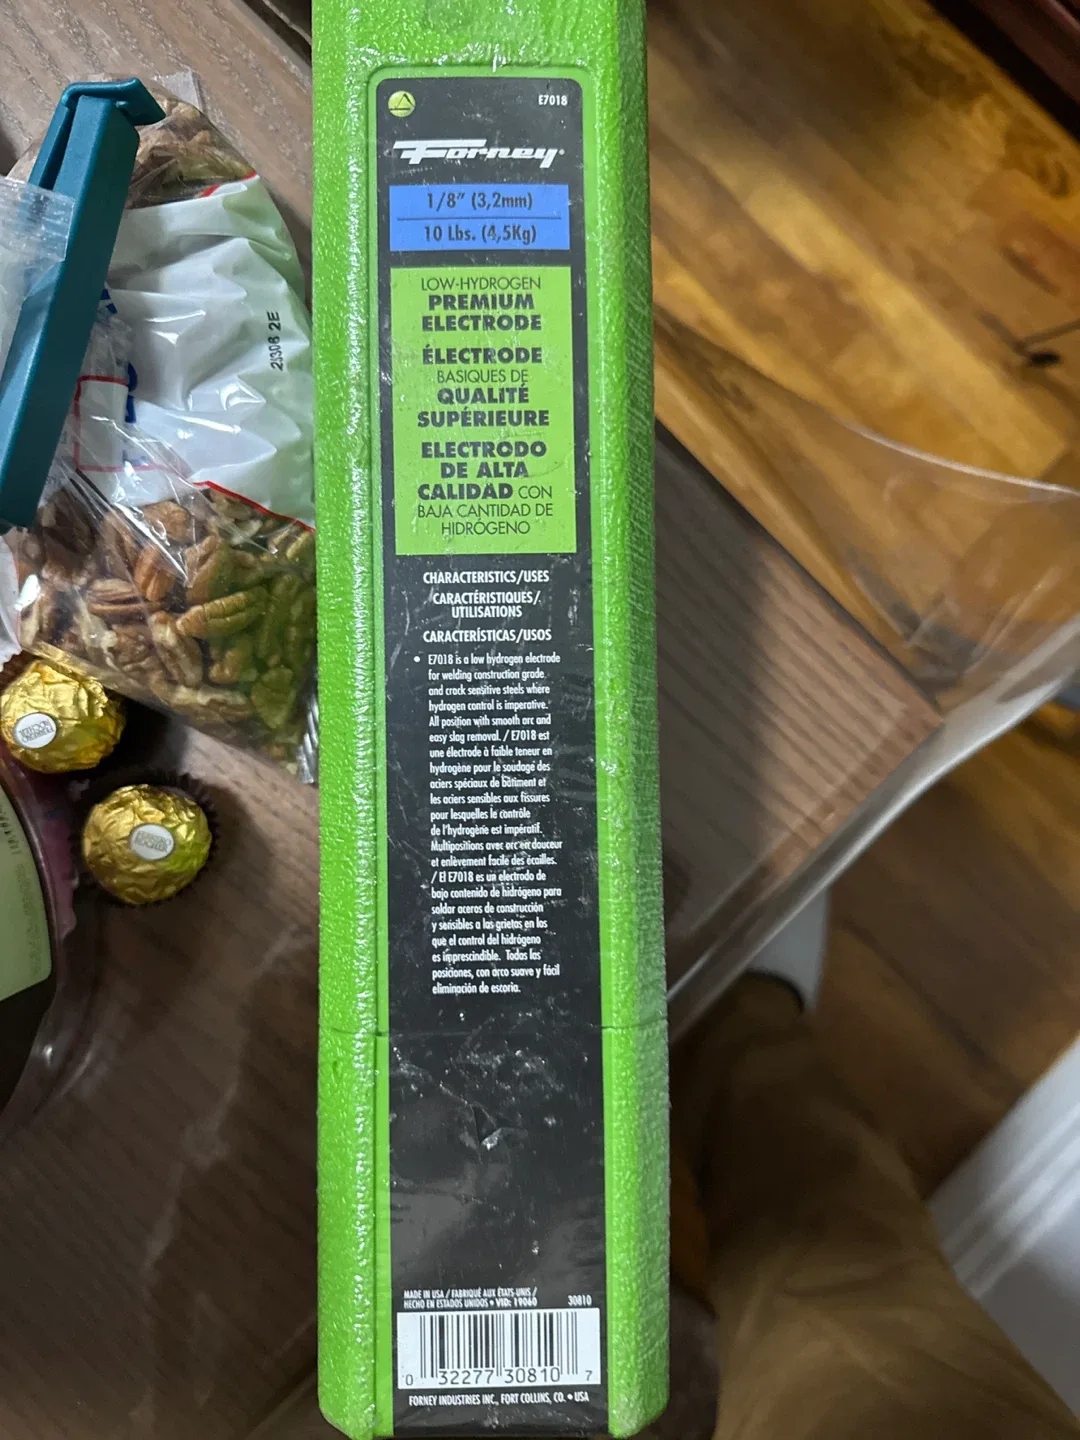 E7018
Forney
1/8" (3,2mm)
10 Lbs. (4,5Kg)
LOW-HYDROGEN
PREMIUM
ELECTRODE
ÉLECTRODE
BASIQUES DE
QUALITÉ
SUPÉRIEURE
ELECTRODO
DE ALTA
CALIDAD CON
BAJA CANTIDAD DE
HIDRÓGENO
CHARACTERISTICS/USES
CARACTÉRISTIQUES/
UTILISATIONS
CARACTERÍSTICAS/USOS
• E7018 is a low hydrogen electrode
for welding construction grade
and crack sensitive steels where
hydrogen control is imperative.
All position with smooth arc and
easy slag removal. / E7018 est
une électrode à faible teneur en
hydrogène pour le soudage des
aciers spéciaux de bâtiment et
les aciers sensibles aux fissures
pour lesquelles le contrôle
de l'hydrogène est impératif.
Multipositions avec arc en douceur
et enlèvement facile des écailles.
/ El E7018 es un electrodo de
bajo contenido de hidrógeno para
soldar aceros de construcción
y sensibles a las grietas en los
que el control del hidrógeno
es imprescindible. Todas las
posiciones, con arco suave y fácil
eliminación de escoria.
MADE IN USA / FABRIQUÉ AUX ÉTATS-UNIS /
HECHO EN ESTADOS UNIDOS • VID: 19060 30810
0 32277 30810 7
FORNEY INDUSTRIES INC., FORT COLLINS, CO. • USA
2308 2E
FERRERO
ROCHER
FERRERO
ROCHER